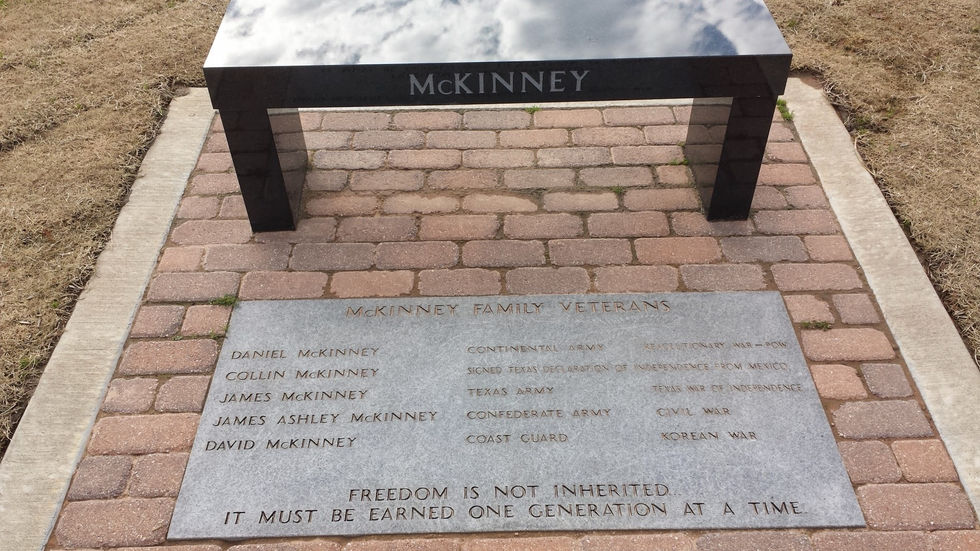 McKINNEY
McKINNEY FAMILY VETERANS
DANIEL McKINNEY CONTINENTAL ARMY REVOLUTIONARY WAR - POW
COLLIN McKINNEY SIGNED TEXAS DECLARATION OF INDEPENDENCE FROM MEXICO
JAMES McKINNEY TEXAS ARMY TEXAS WAR OF INDEPENDENCE
JAMES ASHLEY McKINNEY CONFEDERATE ARMY CIVIL WAR
DAVID McKINNEY COAST GUARD KOREAN WAR
FREEDOM IS NOT INHERITED...
IT MUST BE EARNED ONE GENERATION AT A TIME.